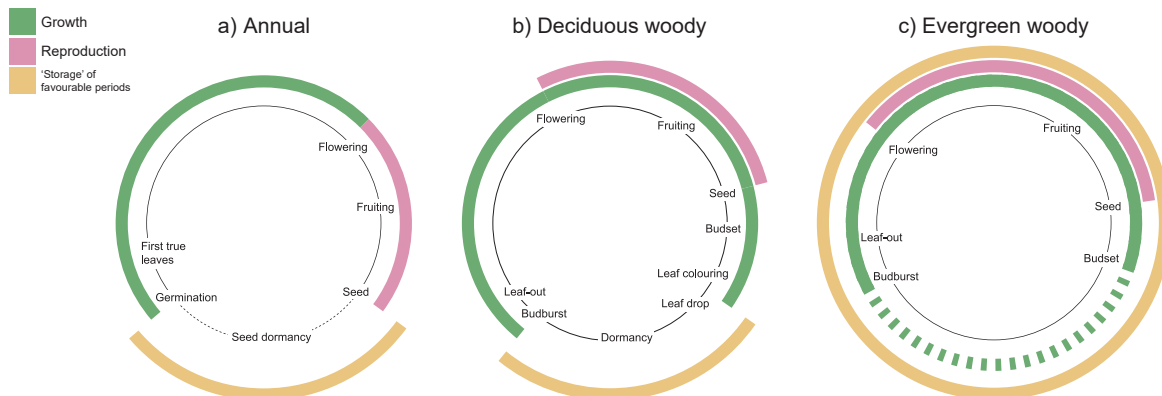 Growth
Reproduction
'Storage' of
favourable periods
a) Annual
Flowering
Fruiting
Seed
Seed dormancy
Germination
First true
leaves
b) Deciduous woody
Flowering
Fruiting
Seed
Budset
Leaf colouring
Leaf drop
Dormancy
Budburst
Leaf-out
c) Evergreen woody
Flowering
Fruiting
Seed
Budset
Budburst
Leaf-out